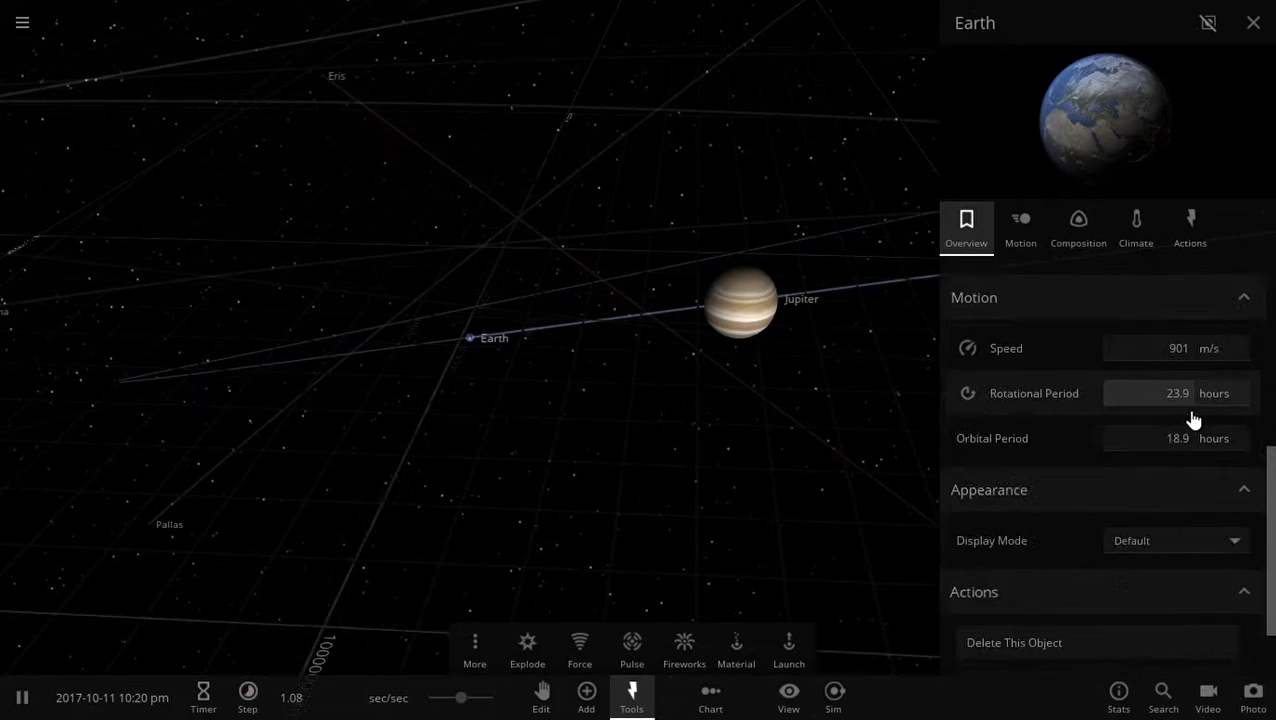 Earth
Eris
Overview Motion Composition Climate Actions
Motion
Jupiter
Earth
Speed 901 m/s
Rotational Period 23.9 hours
Orbital Period 18.9 hours
Appearance
Pallas
Display Mode Default
Actions
Delete This Object
More Explode Force Pulse Fireworks Material Launch
2017-10-11 10:20 pm Timer Step 1.08 sec/sec Edit Add Tools Chart View Sim Stats Search Video Photo